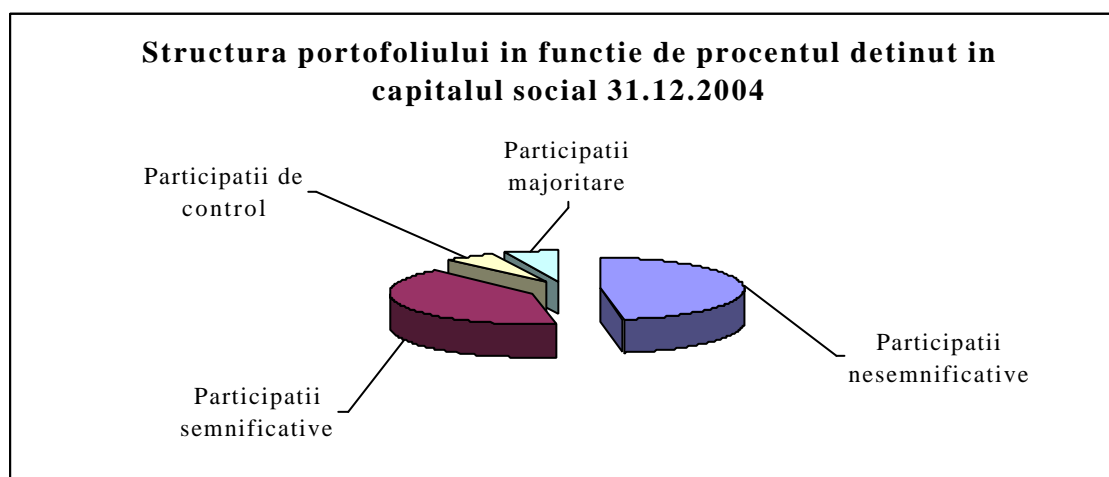 Structura portofoliului in functie de procentul detinut in
capitalul social 31.12.2004
Participatii
majoritare
Participatii de
control
Participatii
nesemnificative
Participatii
semnificative